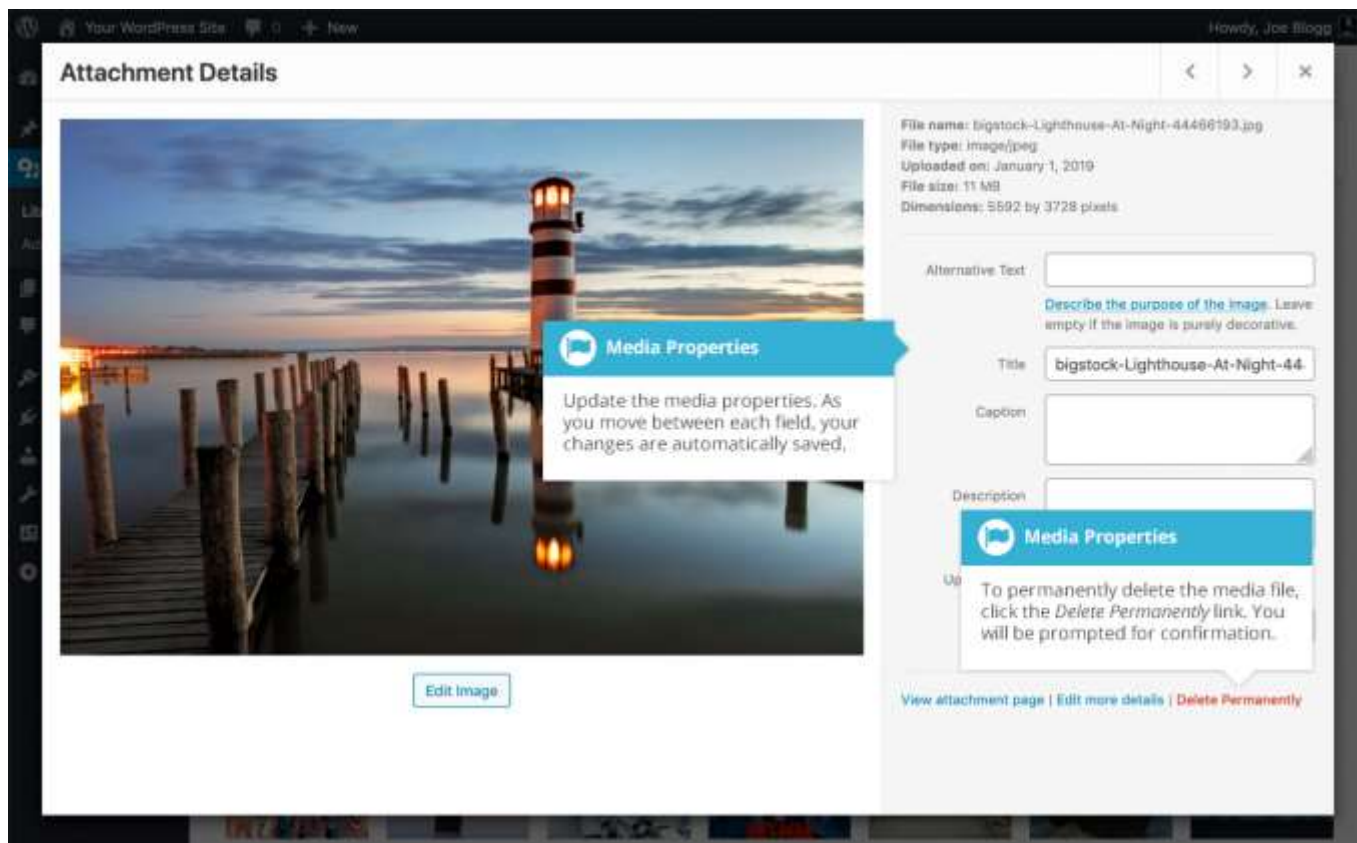 Your WordPress Site 0 + New
Howdy, Joe Blogg
Attachment Details
File name: bigstock-Lighthouse-At-Night-44466193.jpg
File type: image/jpeg
Uploaded on: January 1, 2019
File size: 11 MB
Dimensions: 5592 by 3728 pixels
Alternative Text
Describe the purpose of the image. Leave
empty if the image is purely decorative.
Title
bigstock-Lighthouse-At-Night-44
Caption
Description
Media Properties
Update the media properties. As
you move between each field, your
changes are automatically saved.
Media Properties
To permanently delete the media file,
click the Delete Permanently link. You
will be prompted for confirmation.
Edit Image
View attachment page | Edit more details | Delete Permanently